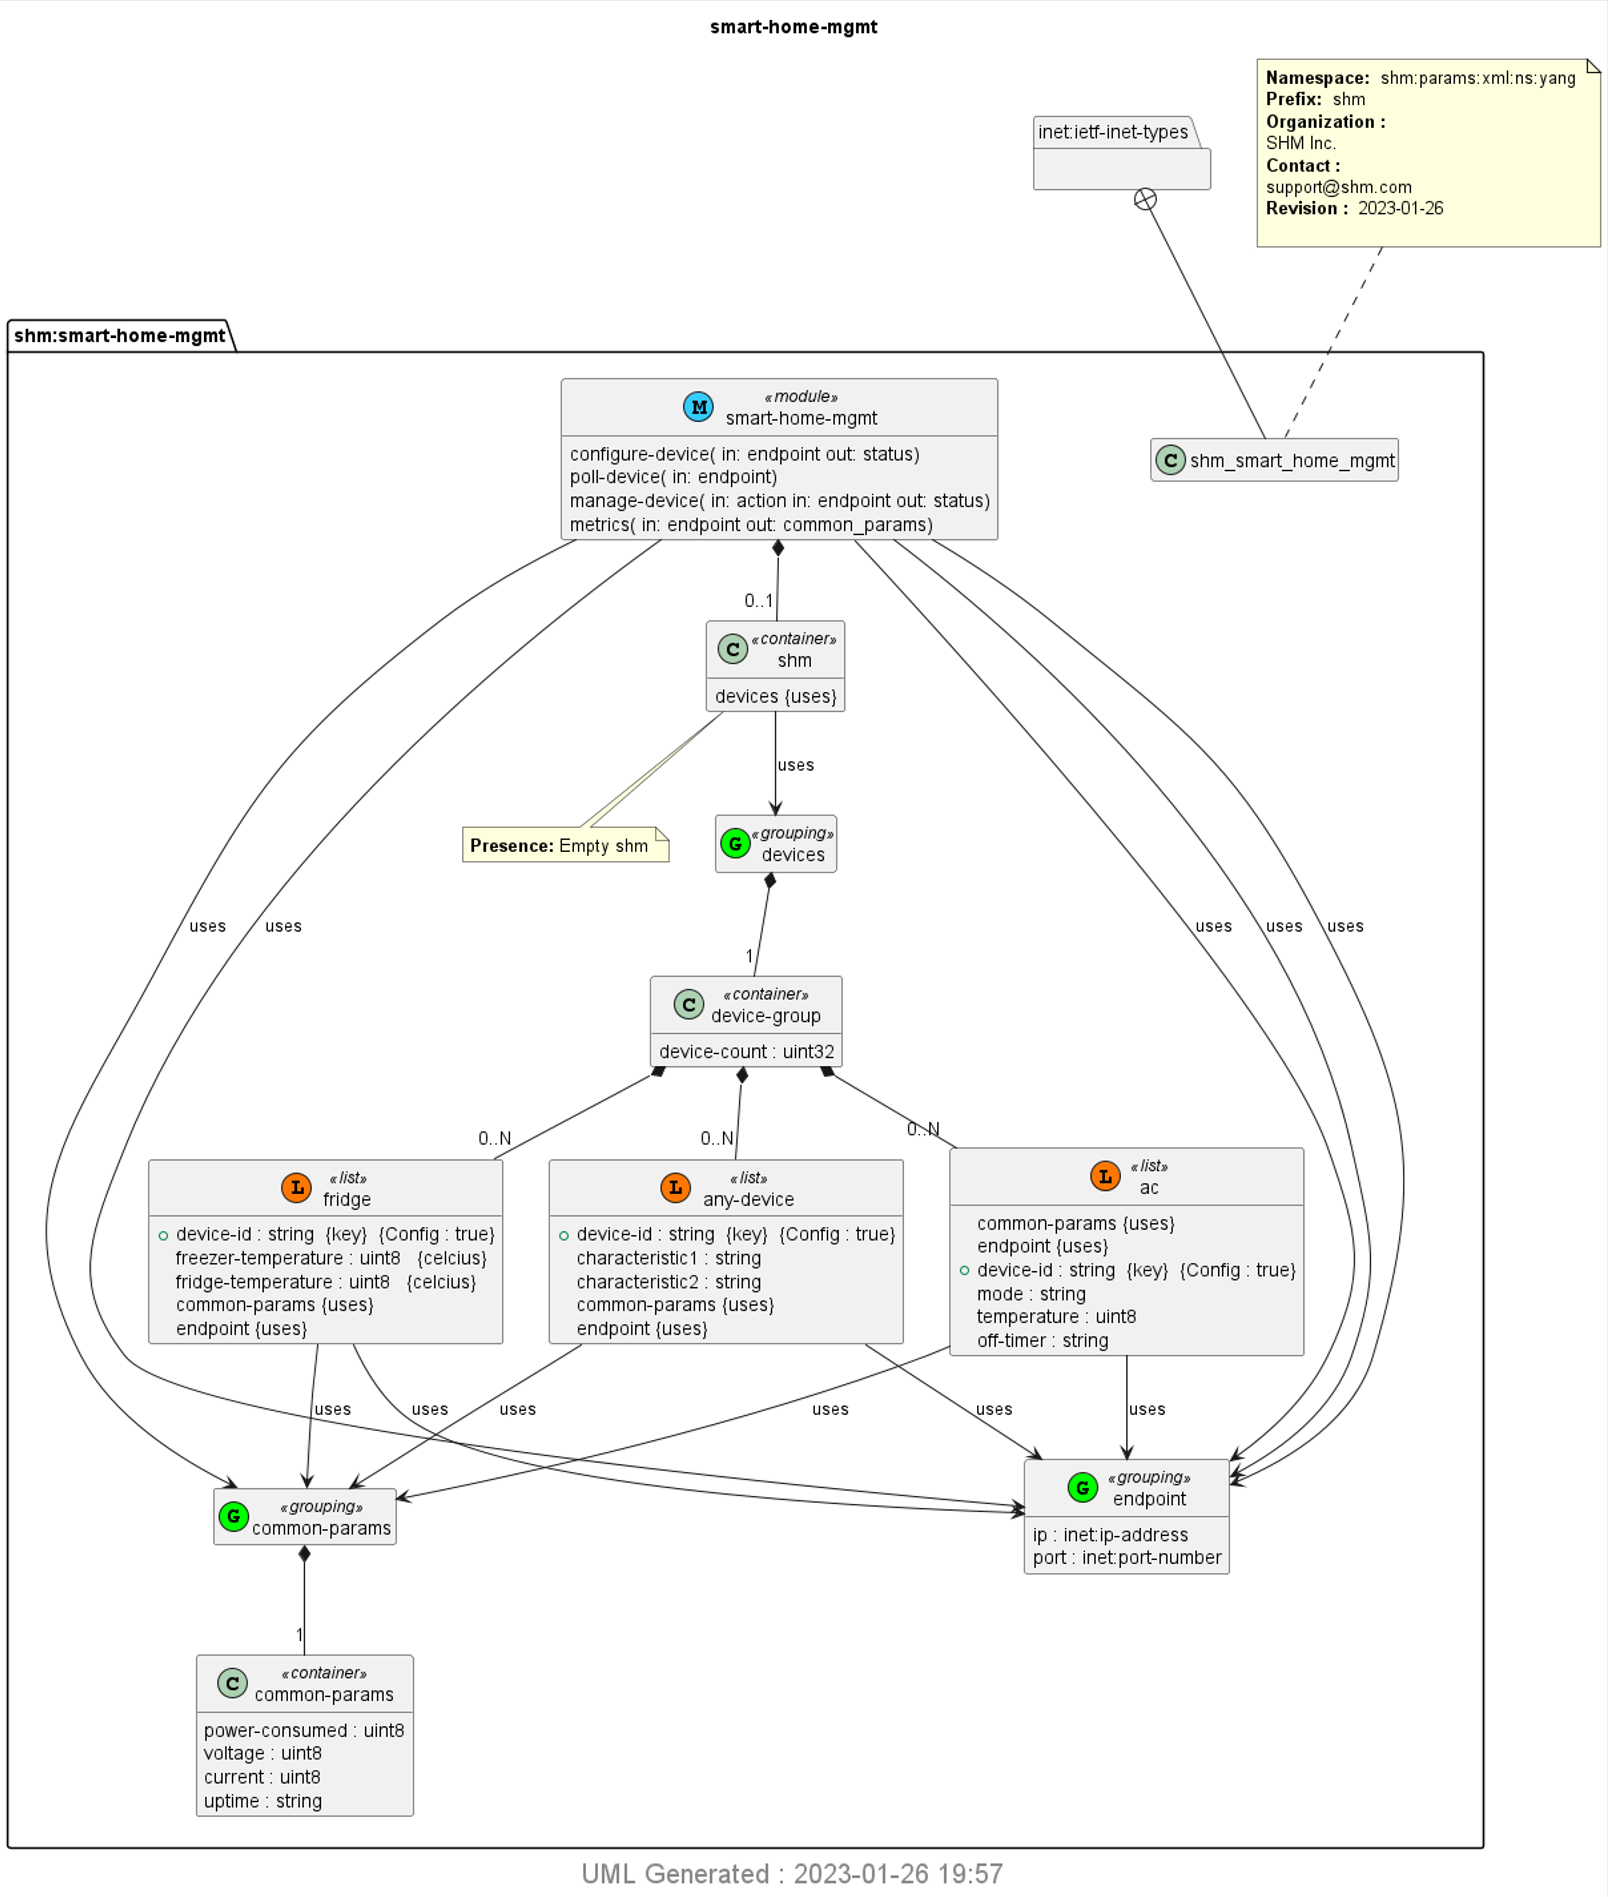 smart-home-mgmt
Namespace: shm:params:xml:ns:yang
Prefix: shm
Organization :
SHM Inc.
Contact :
support@shm.com
Revision : 2023-01-26
inet:ietf-inet-types
shm:smart-home-mgmt
M
«module»
smart-home-mgmt
configure-device( in: endpoint out: status)
poll-device( in: endpoint)
manage-device( in: action in: endpoint out: status)
metrics( in: endpoint out: common_params)
C shm_smart_home_mgmt
0..1
C
«container»
shm
devices {uses}
uses
Presence: Empty shm
G
«grouping»
devices
uses
uses
uses
uses
uses
1
C
«container»
device-group
device-count : uint32
0..N
0..N
0..N
L
«list»
fridge
device-id : string {key} {Config : true}
freezer-temperature : uint8 {celcius}
fridge-temperature : uint8 {celcius}
common-params {uses}
endpoint {uses}
L
«list»
any-device
device-id : string {key} {Config : true}
characteristic1 : string
characteristic2 : string
common-params {uses}
endpoint {uses}
L
«list»
ac
common-params {uses}
endpoint {uses}
device-id : string {key} {Config : true}
mode : string
temperature : uint8
off-timer : string
uses
uses
uses
uses
uses
uses
G
«grouping»
common-params
G
«grouping»
endpoint
ip : inet:ip-address
port : inet:port-number
1
C
«container»
common-params
power-consumed : uint8
voltage : uint8
current : uint8
uptime : string
UML Generated : 2023-01-26 19:57